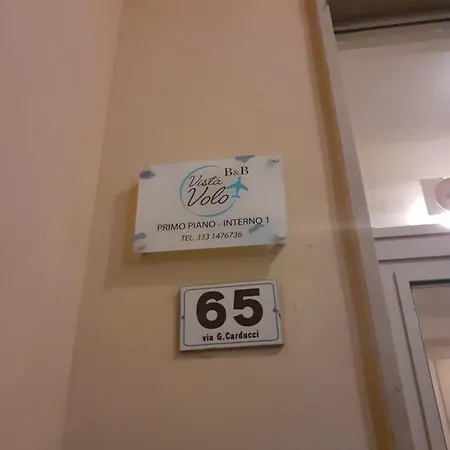 B&B
Vista
Volo
PRIMO PIANO - INTERNO 1
TEL. 333 1476736
65
via G.Carducci